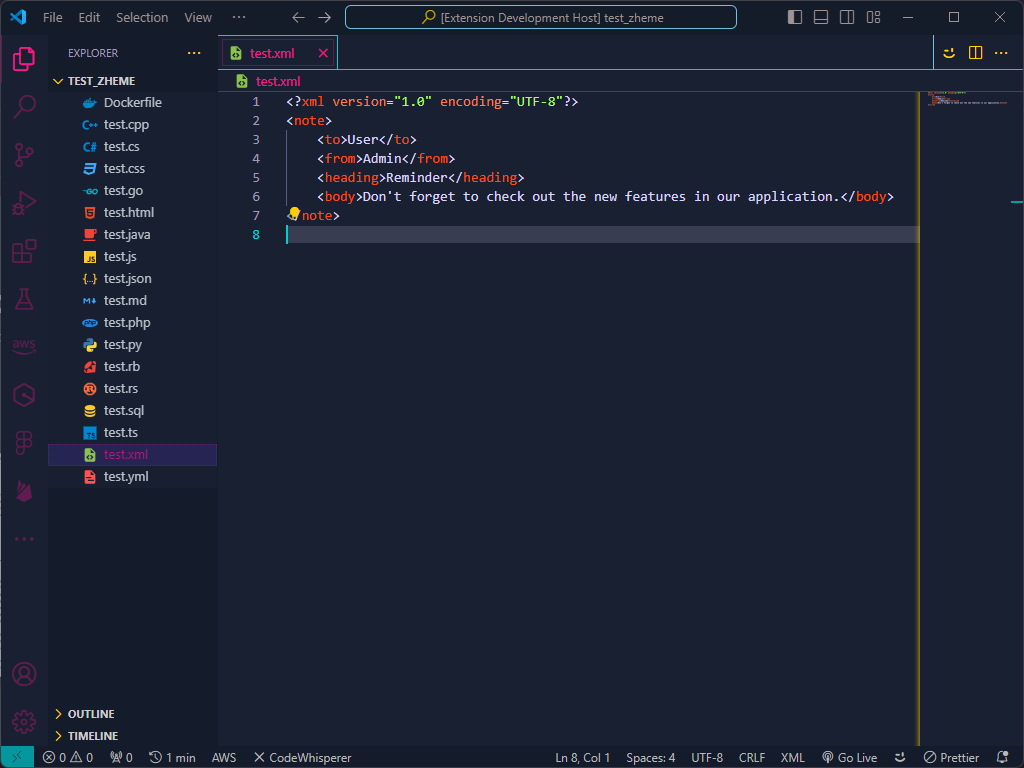 File Edit Selection View ··· [Extension Development Host] test_zheme
EXPLORER ···
TEST_ZHEME
Dockerfile
test.cpp
test.cs
test.css
test.go
test.html
test.java
test.js
test.json
test.md
test.php
test.py
test.rb
test.rs
test.sql
test.ts
test.xml
test.yml
OUTLINE
TIMELINE
aws
test.xml
test.xml
1 <?xml version="1.0" encoding="UTF-8"?>
2 <note>
3 <to>User</to>
4 <from>Admin</from>
5 <heading>Reminder</heading>
6 <body>Don't forget to check out the new features in our application.</body>
7 <note>
8
0 0 0 1 min AWS CodeWhisperer Ln 8, Col 1 Spaces: 4 UTF-8 CRLF XML Go Live Prettier